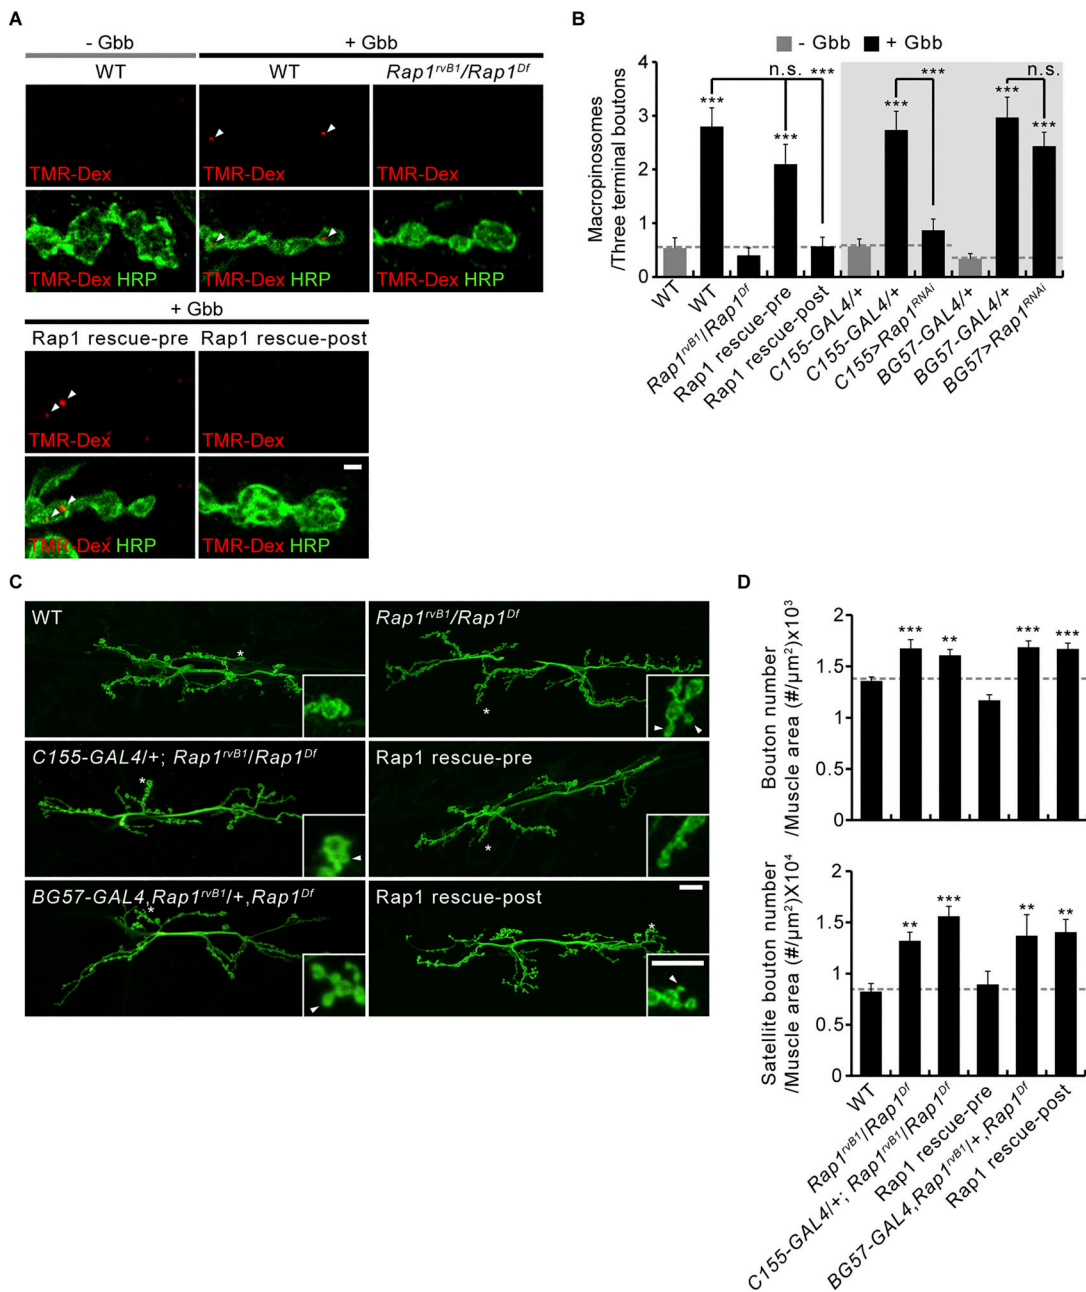 A
- Gbb + Gbb
WT WT Rap1rvB1/Rap1Df
TMR-Dex TMR-Dex TMR-Dex
TMR-Dex HRP TMR-Dex HRP TMR-Dex HRP
+ Gbb
Rap1 rescue-pre Rap1 rescue-post
TMR-Dex TMR-Dex
TMR-Dex HRP TMR-Dex HRP
B
- Gbb + Gbb
Macropinosomes
/Three terminal boutons
4
3
2
1
0
*** n.s. *** *** *** *** *** n.s. ***
WT
WT
Rap1rvB1/Rap1Df
Rap1 rescue-pre
Rap1 rescue-post
C155-GAL4/+
C155-GAL4/+
C155>Rap1RNAi
BG57-GAL4/+
BG57-GAL4/+
BG57>Rap1RNAi
C
WT Rap1rvB1/Rap1Df
* *
C155-GAL4/+; Rap1rvB1/Rap1Df Rap1 rescue-pre
* *
BG57-GAL4,Rap1rvB1/+,Rap1Df Rap1 rescue-post
* *
D
Bouton number
/Muscle area (#/µm2)x103
2
1.5
1
0.5
*** ** *** ***
Satellite bouton number
/Muscle area (#/µm2)X104
2
1.5
1
0.5
0
** *** ** **
WT
Rap1rvB1/Rap1Df
C155-GAL4/+; Rap1rvB1/Rap1Df
Rap1 rescue-pre
BG57-GAL4,Rap1rvB1/+,Rap1Df
Rap1 rescue-post